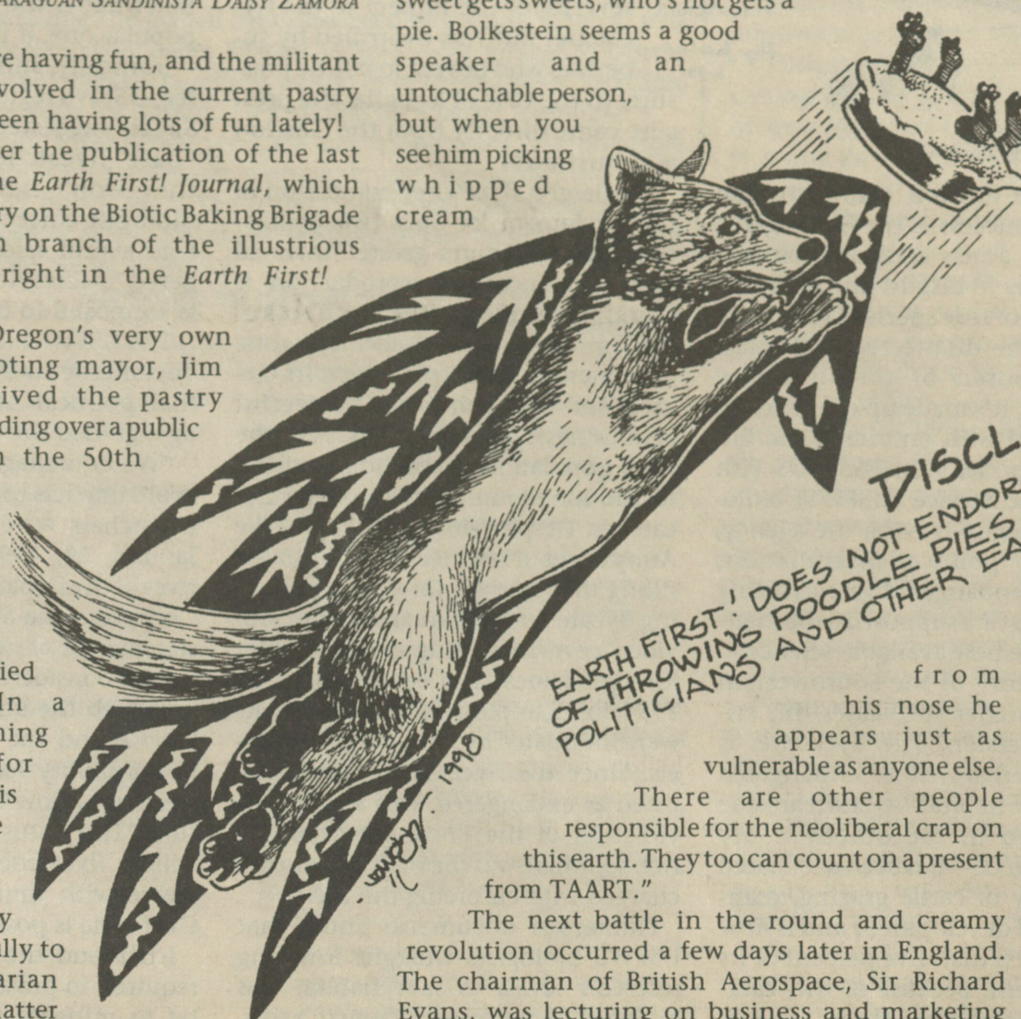 ARAGUAN SANDINISTA DAISY ZAMORA
re having fun, and the militant
volved in the current pastry
een having lots of fun lately!
er the publication of the last
ne Earth First! Journal, which
ry on the Biotic Baking Brigade
n branch of the illustrious
right in the Earth First!
Oregon's very own
oting mayor, Jim
ived the pastry
ding over a public
n the 50th
ied
In a
ning
for
is
e
y
lly to
arian
atter
sweet gets sweets, who's not gets a
pie. Bolkestein seems a good
speaker and an
untouchable person,
but when you
see him picking
whipped
cream
DISCL
EARTH FIRST! DOES NOT ENDOR
OF THROWING POODLE PIES
POLITICIANS AND OTHER EA
1998
from
his nose he
appears just as
vulnerable as anyone else.
There are other people
responsible for the neoliberal crap on
this earth. They too can count on a present
from TAART."
The next battle in the round and creamy
revolution occurred a few days later in England.
The chairman of British Aerospace, Sir Richard
Evans, was lecturing on business and marketing